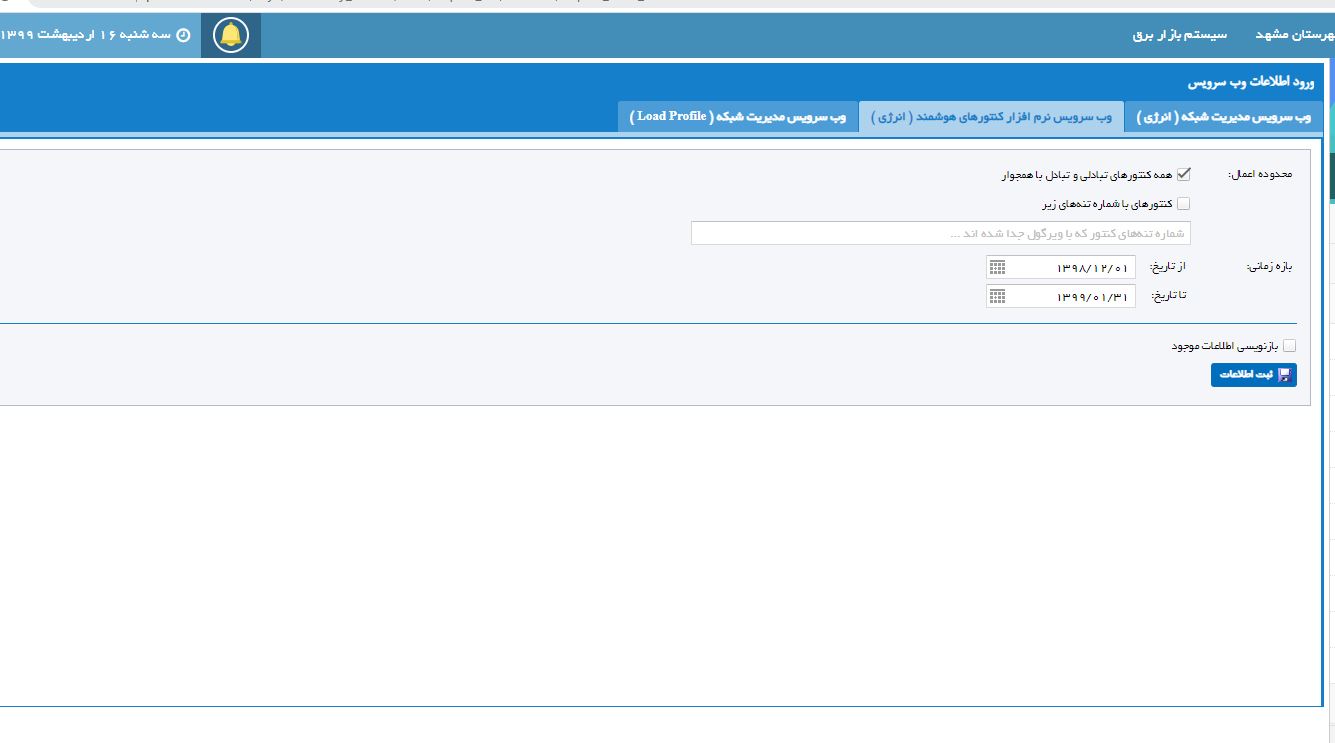 سیستم بازار برق
مشهد
سه شنبه ۱۶ اردیبهشت ۱۳۹۹
ورود اطلاعات وب سرویس
وب سرویس مدیریت شبکه ( انرژی )
وب سرویس نرم افزار کنتورهای هوشمند ( انرژی )
وب سرویس مدیریت شبکه ( Load Profile )
محدوده اعمال:
همه کنتورهای تبادلی و تبادل با همجوار
کنتورهای با شماره تنه‌های زیر
شماره تنه‌های کنتور که با ویرگول جدا شده اند ...
بازه زمانی:
از تاریخ:
۱۳۹۸/۱۲/۰۱
تا تاریخ:
۱۳۹۹/۰۱/۳۱
بازنویسی اطلاعات موجود
ثبت اطلاعات